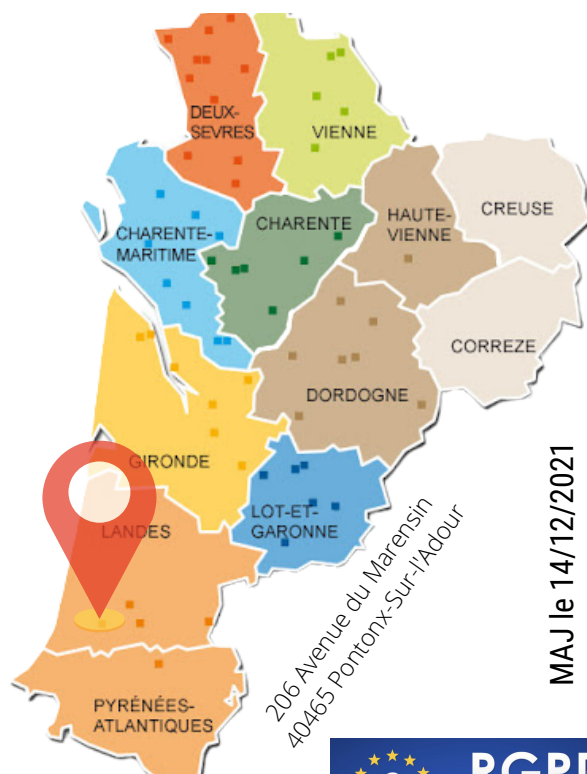 DEUX-
SEVRES
VIENNE
CHARENTE-
MARITIME
CHARENTE
HAUTE-
VIENNE
CREUSE
CORREZE
DORDOGNE
GIRONDE
LOT-ET-
GARONNE
LANDES
PYRÉNÉES-
ATLANTIQUES
206 Avenue du Marensin
40465 Pontonx-Sur-l'Adour
MAJ le 14/12/2021